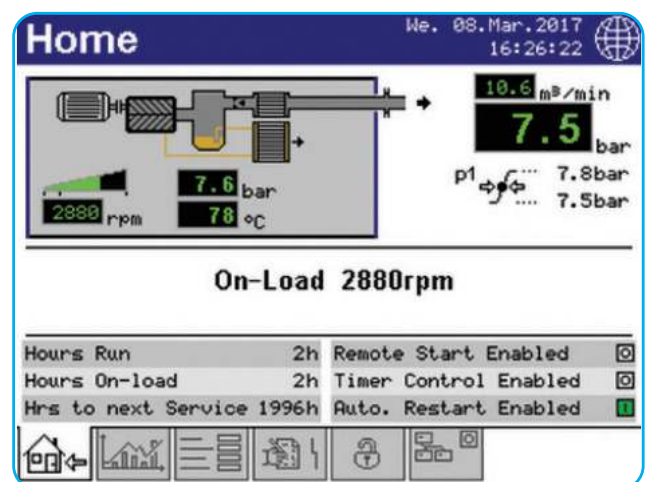 Home
We. 08.Mar.2017
16:26:22
10.6 m³/min
7.5 bar
p1 7.8bar
7.5bar
7.6 bar
2880 rpm
78 °C
On-Load 2880rpm
Hours Run 2h Remote Start Enabled
Hours On-load 2h Timer Control Enabled
Hrs to next Service 1996h Auto. Restart Enabled